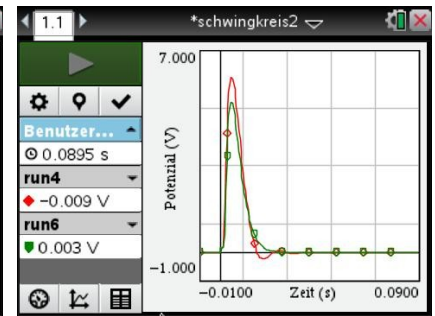 1.1
*schwingkreis2
7.000
Benutzer...
0.0895 s
run4
-0.009 V
run6
0.003 V
Potenzial (V)
-1.000
-0.0100
Zeit (s)
0.0900